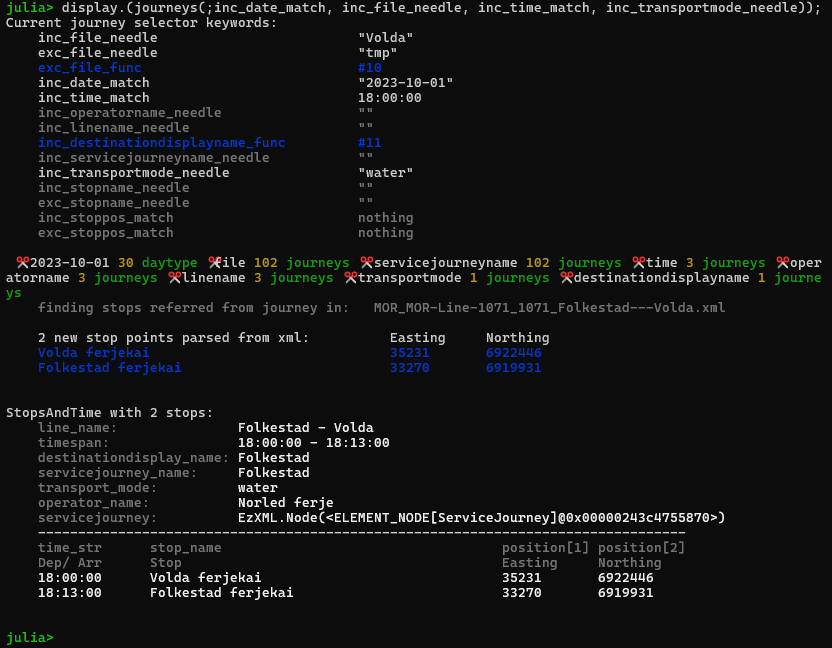 julia> display.(journeys(;inc_date_match, inc_file_needle, inc_time_match, inc_transportmode_needle));
Current journey selector keywords:
inc_file_needle "Volda"
exc_file_needle "tmp"
exc_file_func #10
inc_date_match "2023-10-01"
inc_time_match 18:00:00
inc_operatorname_needle ""
inc_linename_needle ""
inc_destinationdisplayname_func #11
inc_servicejourneyname_needle ""
inc_transportmode_needle "water"
inc_stopname_needle ""
exc_stopname_needle ""
inc_stoppos_match nothing
exc_stoppos_match nothing
✂2023-10-01 30 daytype ✂file 102 journeys ✂servicejourneyname 102 journeys ✂time 3 journeys ✂oper
atorname 3 journeys ✂linename 3 journeys ✂transportmode 1 journeys ✂destinationdisplayname 1 journe
ys
finding stops referred from journey in: MOR_MOR-Line-1071_1071_Folkestad---Volda.xml
2 new stop points parsed from xml: Easting Northing
Volda ferjekai 35231 6922446
Folkestad ferjekai 33270 6919931
StopsAndTime with 2 stops:
line_name: Folkestad - Volda
timespan: 18:00:00 - 18:13:00
destinationdisplay_name: Folkestad
servicejourney_name: Folkestad
transport_mode: water
operator_name: Norled ferje
servicejourney: EzXML.Node(<ELEMENT_NODE[ServiceJourney]@0x00000243c4755870>)
---------------------------------------------------------------------------------
time_str stop_name position[1] position[2]
Dep/ Arr Stop Easting Northing
18:00:00 Volda ferjekai 35231 6922446
18:13:00 Folkestad ferjekai 33270 6919931
julia>